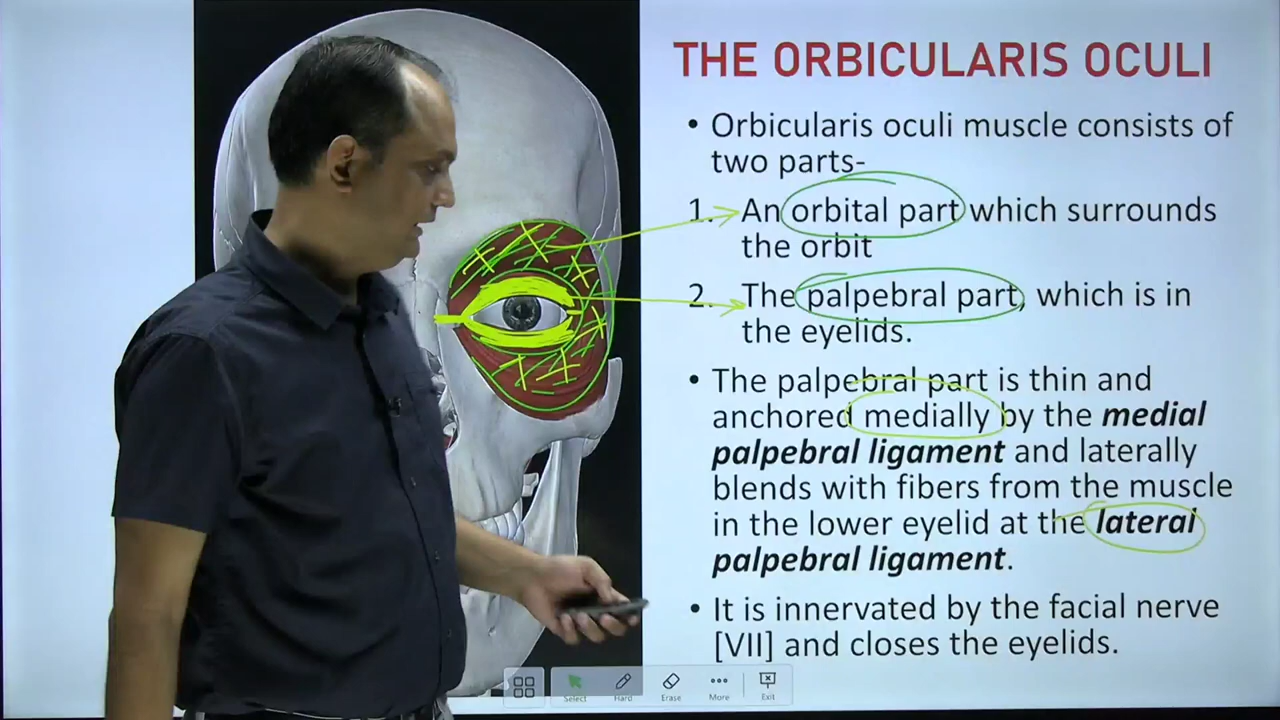 THE ORBICULARIS OCULI
• Orbicularis oculi muscle consists of
two parts-
1. An orbital part which surrounds
the orbit
2. The palpebral part, which is in
the eyelids.
• The palpebral part is thin and
anchored medially by the medial
palpebral ligament and laterally
blends with fibers from the muscle
in the lower eyelid at the lateral
palpebral ligament.
• It is innervated by the facial nerve
[VII] and closes the eyelids.
Select Hard Erase More Exit